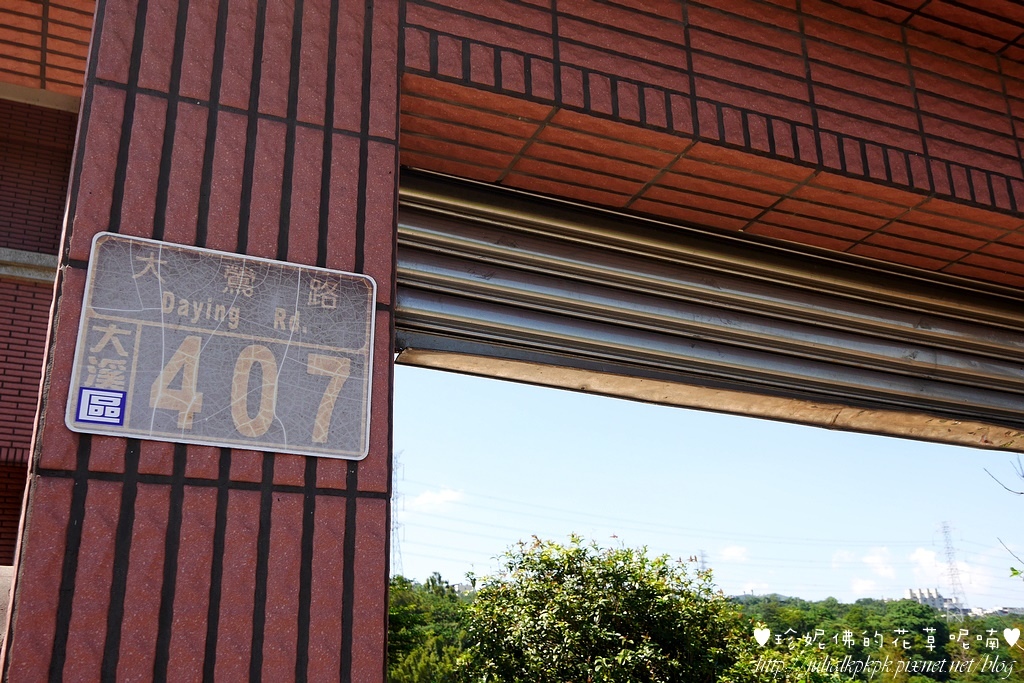 大鶯路
Daying Rd.
大溪區
407
♥珍妮佛的花草呢喃♥
http://julialkpkpk.pixnet.net/blog